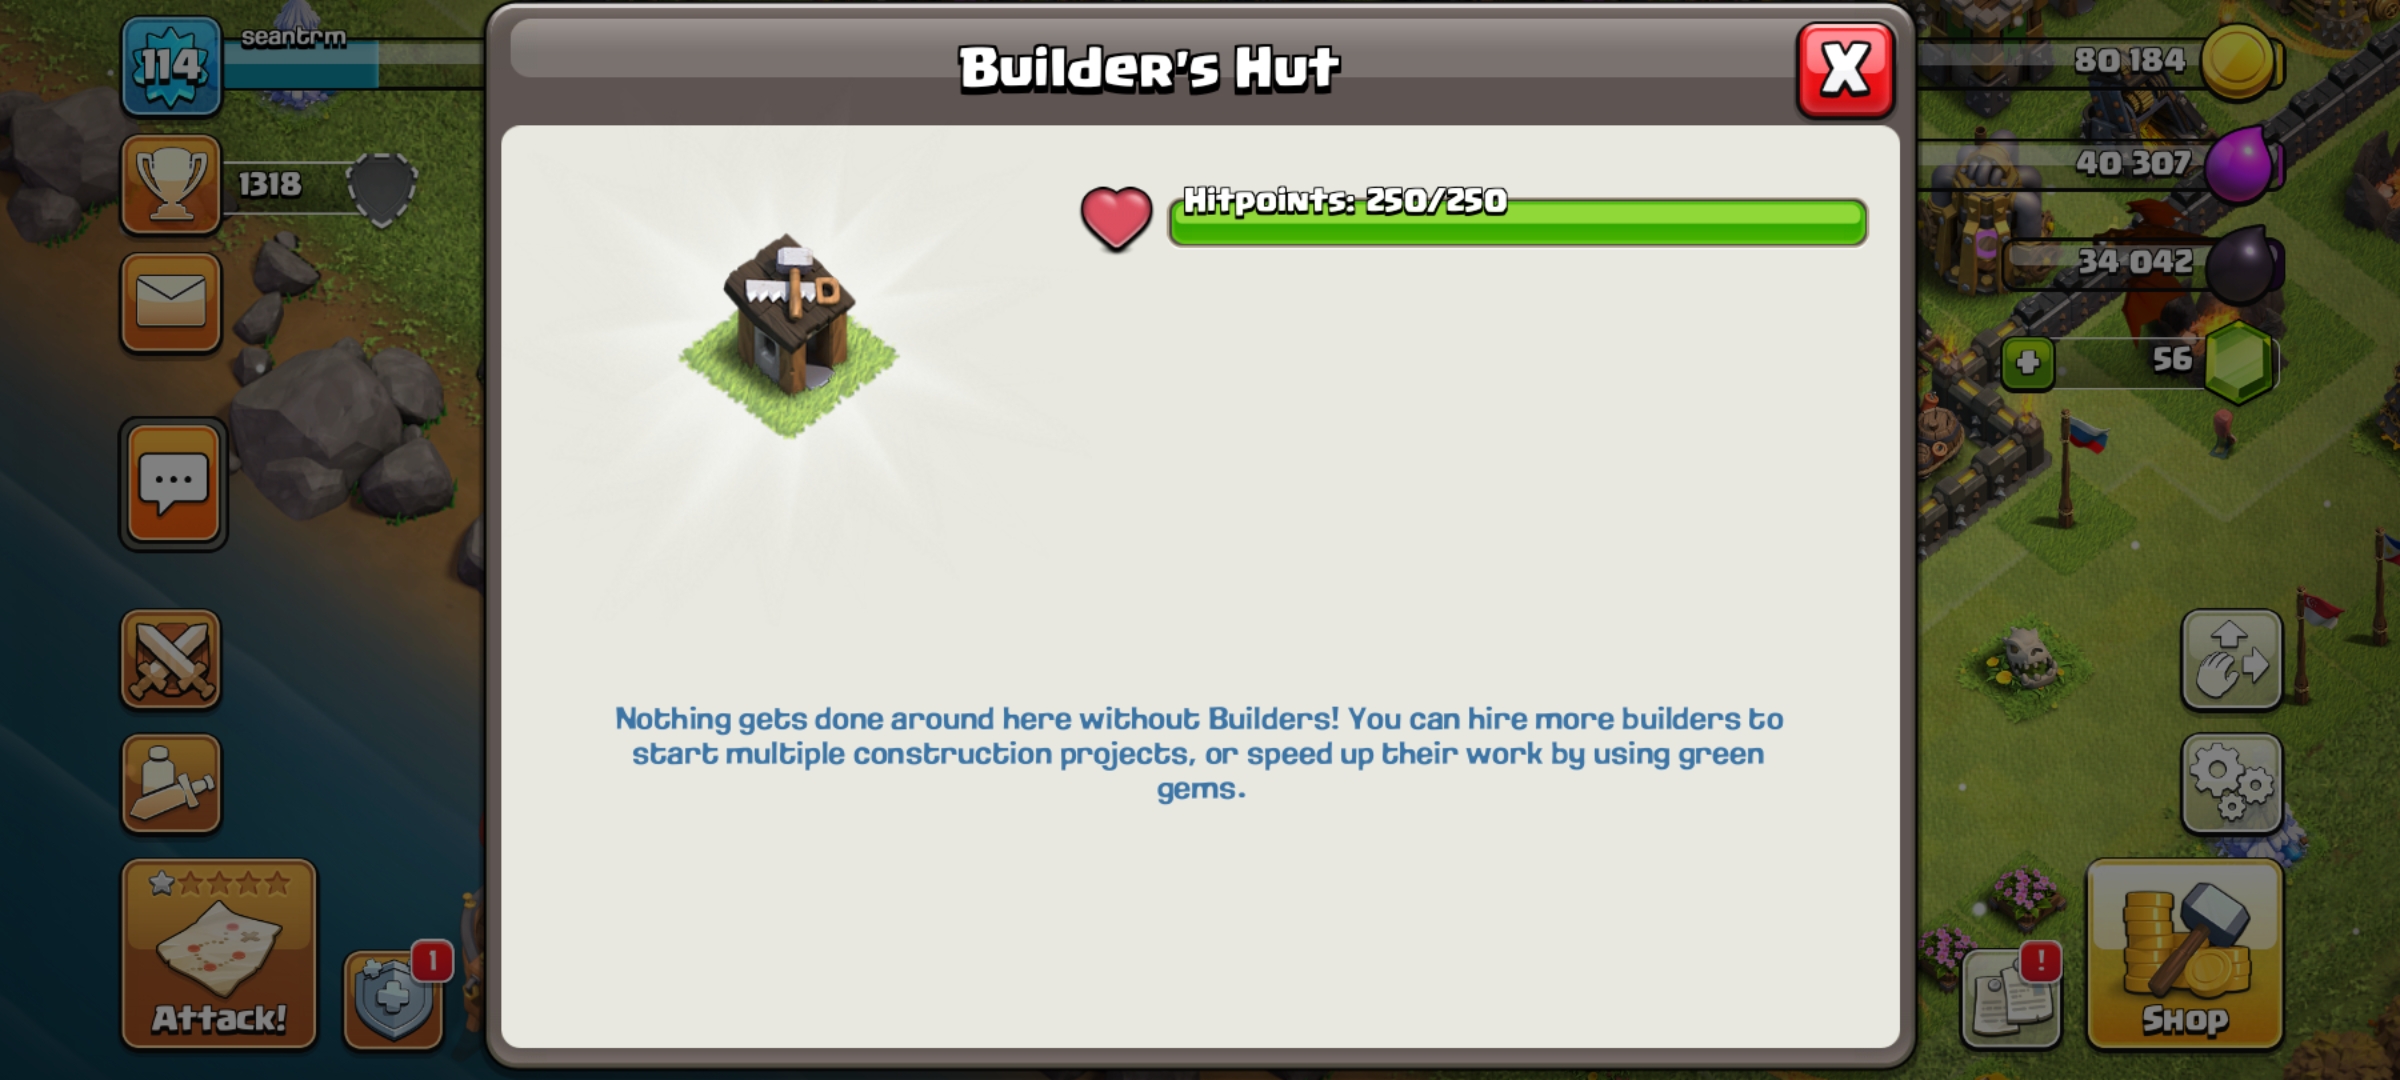 114
seantrm
Builder's Hut
X
80 184
1318
Hitpoints: 250/250
40 307
34 042
56
Nothing gets done around here without Builders! You can hire more builders to
start multiple construction projects, or speed up their work by using green
gems.
1
!
Attack!
Shop